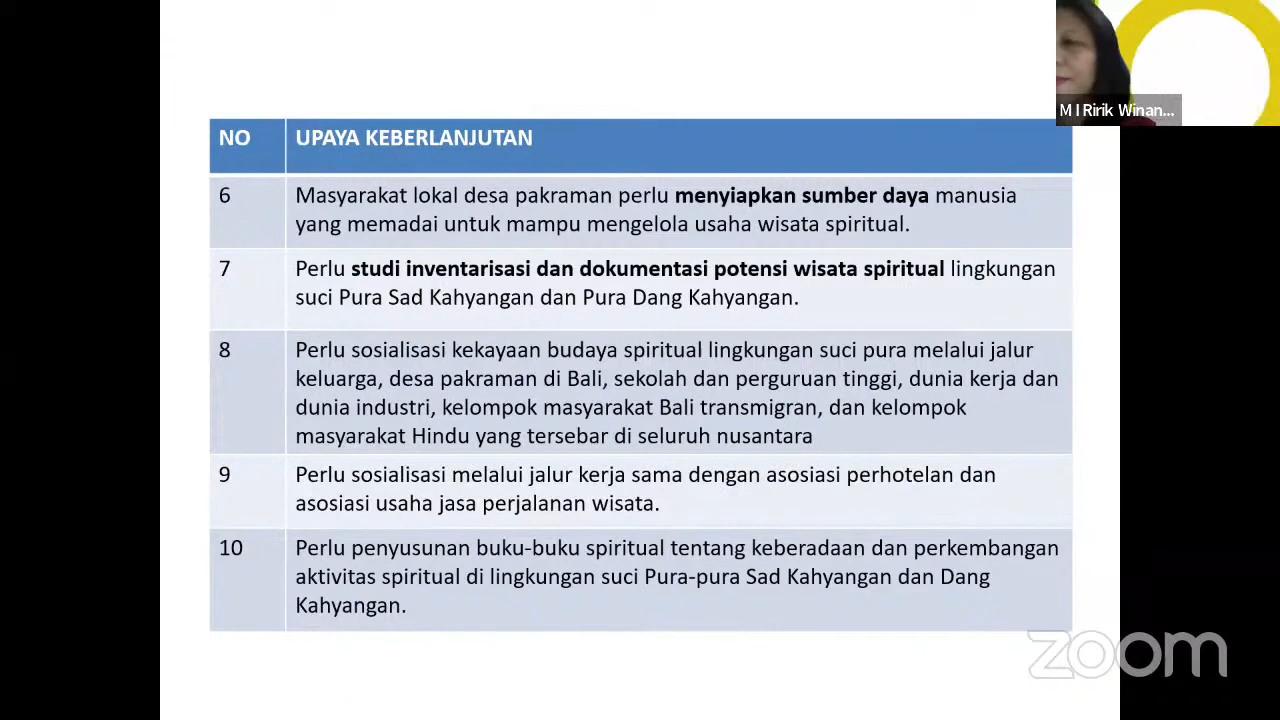 M I Ririk Winan...
NO UPAYA KEBERLANJUTAN
6 Masyarakat lokal desa pakraman perlu menyiapkan sumber daya manusia
yang memadai untuk mampu mengelola usaha wisata spiritual.
7 Perlu studi inventarisasi dan dokumentasi potensi wisata spiritual lingkungan
suci Pura Sad Kahyangan dan Pura Dang Kahyangan.
8 Perlu sosialisasi kekayaan budaya spiritual lingkungan suci pura melalui jalur
keluarga, desa pakraman di Bali, sekolah dan perguruan tinggi, dunia kerja dan
dunia industri, kelompok masyarakat Bali transmigran, dan kelompok
masyarakat Hindu yang tersebar di seluruh nusantara
9 Perlu sosialisasi melalui jalur kerja sama dengan asosiasi perhotelan dan
asosiasi usaha jasa perjalanan wisata.
10 Perlu penyusunan buku-buku spiritual tentang keberadaan dan perkembangan
aktivitas spiritual di lingkungan suci Pura-pura Sad Kahyangan dan Dang
Kahyangan.
zoom